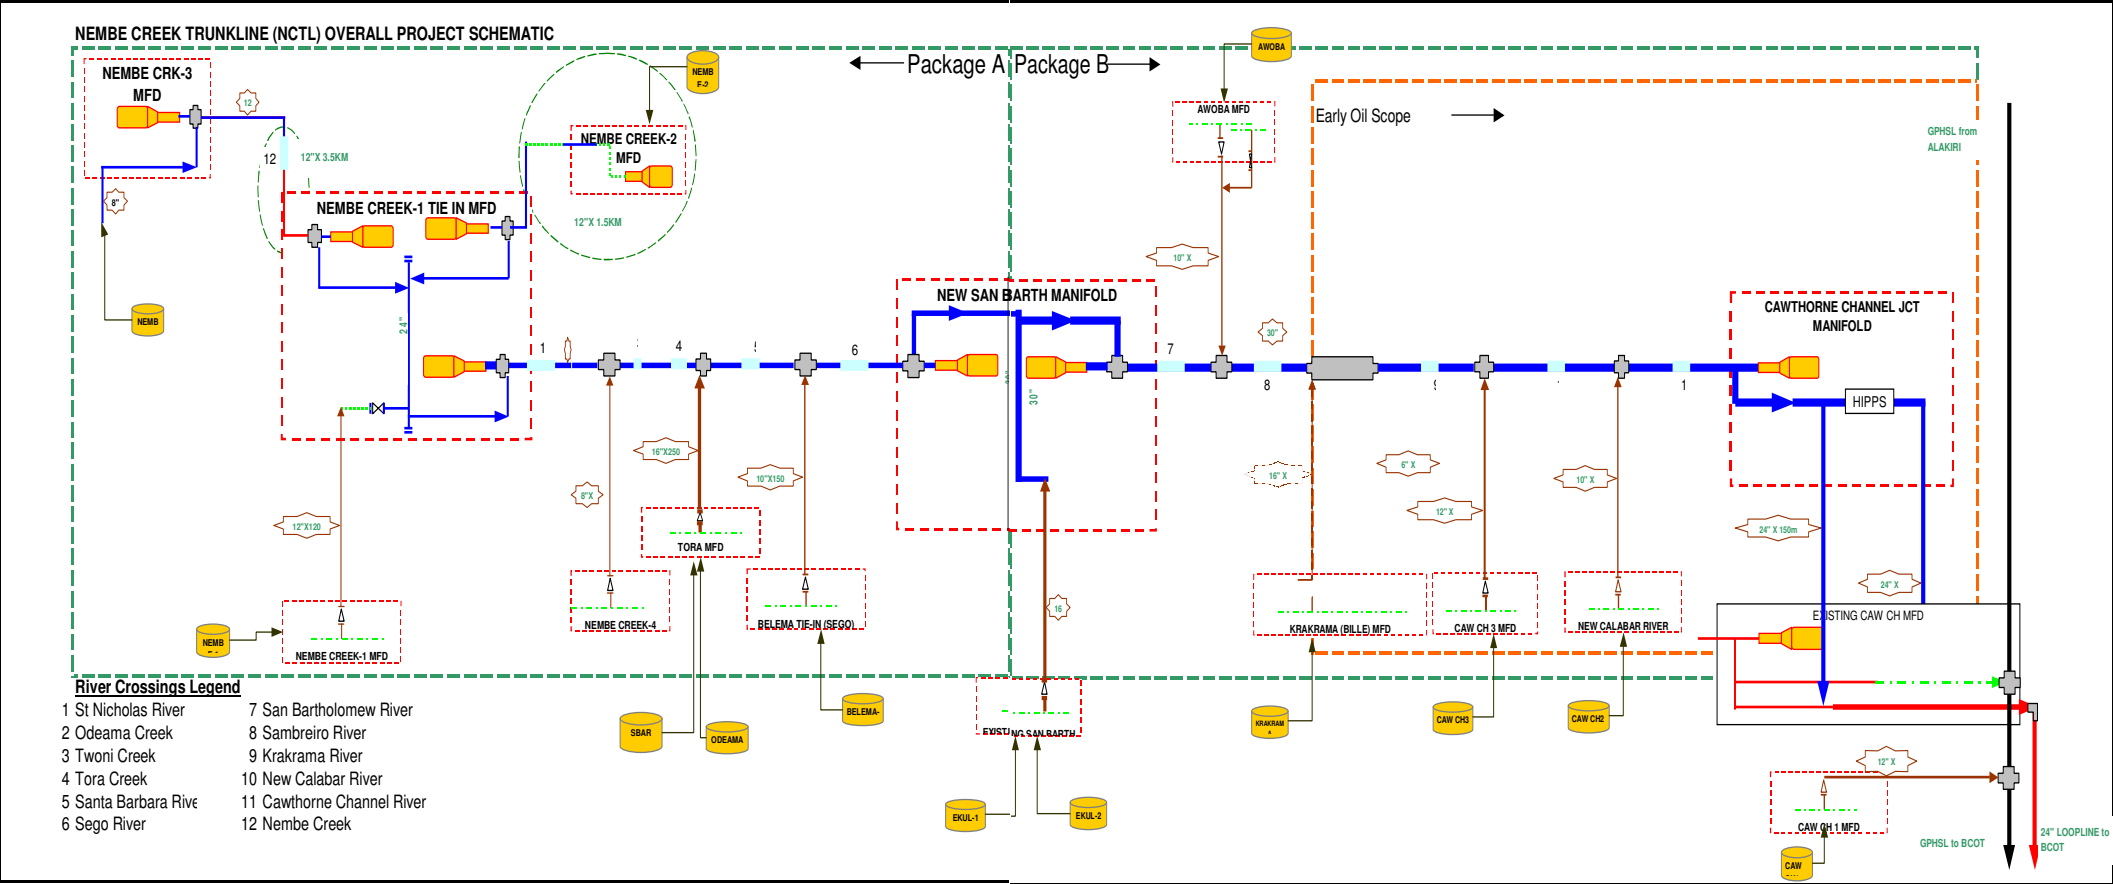 NEMBE CREEK TRUNKLINE (NCTL) OVERALL PROJECT SCHEMATIC
Package A
Package B
Early Oil Scope
NEMBE CRK-3
MFD
12
12
12"X 3.5KM
8"
NEMB
NEMBE CREEK-1 TIE IN MFD
24"
NEMB
NEMBE CREEK-2
MFD
12"X 1.5KM
AWOBA
AWOBA MFD
10" X
GPHSL from
ALAKIRI
NEW SAN BARTH MANIFOLD
30"
CAWTHORNE CHANNEL JCT
MANIFOLD
HIPPS
1
4
6
7
8
30"
9
1
12"X120
8"X
16"X250
10"X150
16
16" X
6" X
12" X
10" X
24" X 150m
24" X
NEMB
NEMBE CREEK-1 MFD
NEMBE CREEK-4
TORA MFD
BELEMA TIE-IN (SEGO)
EXISTING SAN BARTH
KRAKRAMA (BILLE) MFD
CAW CH 3 MFD
NEW CALABAR RIVER
EXISTING CAW CH MFD
SBAR
ODEAMA
BELEMA-
EKUL-1
EKUL-2
KRAKRAM
A
CAW CH3
CAW CH2
12" X
CAW CH 1 MFD
CAW
GPHSL to BCOT
24" LOOPLINE to
BCOT
River Crossings Legend
1 St Nicholas River
2 Odeama Creek
3 Twoni Creek
4 Tora Creek
5 Santa Barbara Rive
6 Sego River
7 San Bartholomew River
8 Sambreiro River
9 Krakrama River
10 New Calabar River
11 Cawthorne Channel River
12 Nembe Creek